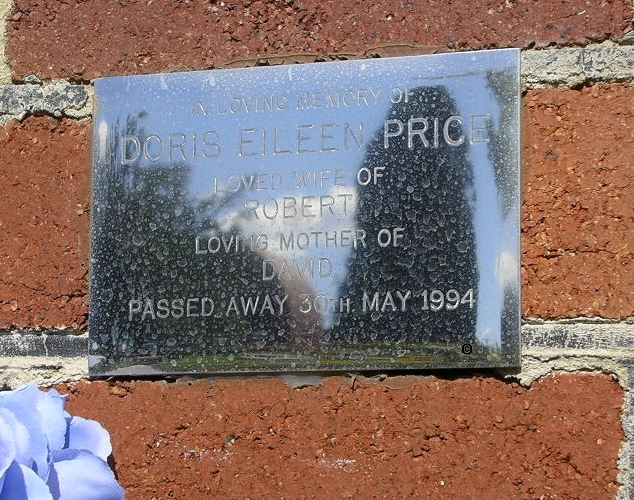 IN LOVING MEMORY OF
DORIS EILEEN PRICE
LOVED WIFE OF
ROBERT
LOVING MOTHER OF
DAVID
PASSED AWAY 30TH MAY 1994